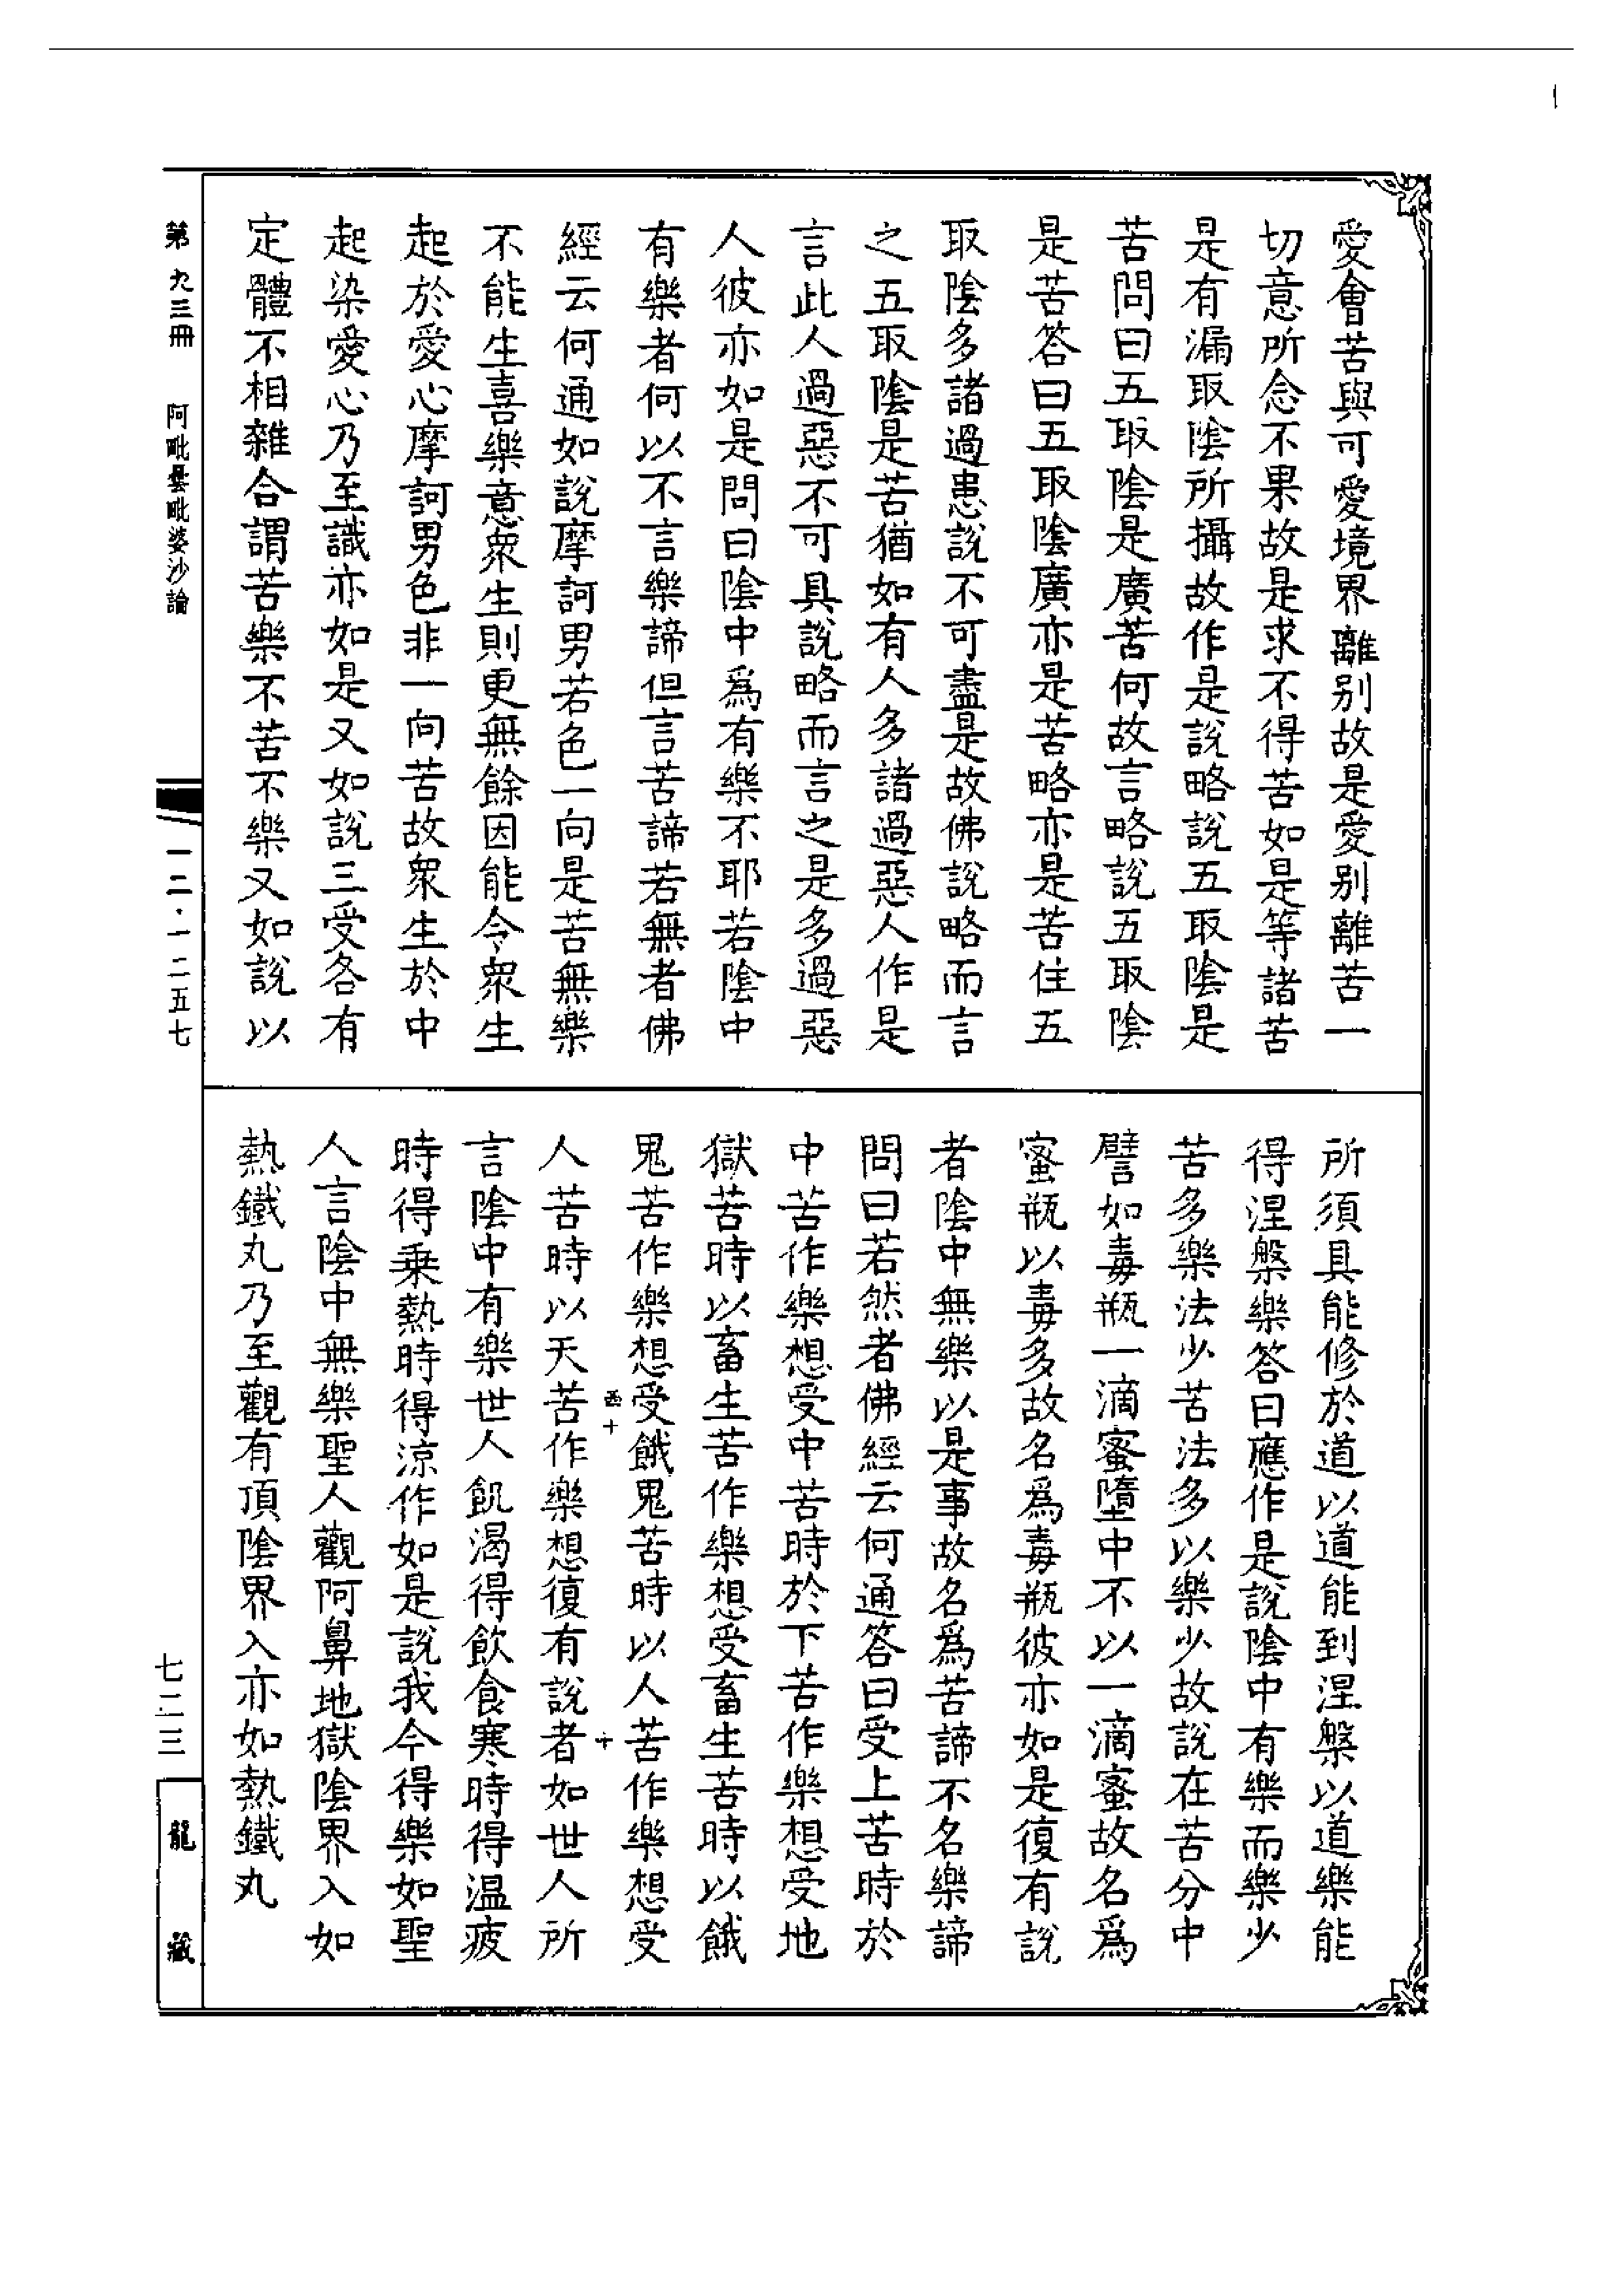 愛會苦與可愛境界離别故是愛别離苦一
切意所念不果故是求不得苦如是等諸苦
是有漏取陰所攝故作是說略說五取陰是
苦問曰五取陰是廣苦何故言略說五取陰
是苦答曰五取陰廣亦是苦略亦是苦住五
取陰多諸過患說不可盡是故佛說略而言
之五取陰是苦猶如有人多諸過惡人作是
言此人過惡不可具說略而言之是多過惡
人彼亦如是問曰陰中爲有樂不耶若陰中
有樂者何以不言樂諦但言苦諦若無者佛
經云何通如說摩訶男若色一向是苦無樂
不能生喜樂意衆生則更無餘因能令衆生
起於愛心摩訶男色非一向苦故衆生於中
起染愛心乃至識亦如是又如說三受各有
定體不相雜合謂苦樂不苦不樂又如說以
所須具能修於道以道能到涅槃以道樂能
得涅槃樂答曰應作是說陰中有樂而樂少
苦多樂法少苦法多以樂少故說在苦分中
譬如毒瓶一滴蜜墮中不以一滴蜜故名爲
蜜瓶以毒多故名爲毒瓶彼亦如是復有說
者陰中無樂以是事故名爲苦諦不名樂諦
問曰若然者佛經云何通答曰受上苦時於
中苦作樂想受中苦時於下苦作樂想受地
獄苦時以畜生苦作樂想受畜生苦時以餓
鬼苦作樂想受餓鬼苦時以人苦作樂想受
人苦時以天苦作樂想復有說者如世人所
言陰中有樂世人飢渴得飲食寒時得温疲
時得乗熱時得涼作如是說我今得樂如聖
人言陰中無樂聖人觀阿鼻地獄陰界入如
熱鐵丸乃至觀有頂陰界入亦如熱鐵丸
第九三冊
阿毗曇毗婆沙論
一二·一二五七
七二三
龍藏